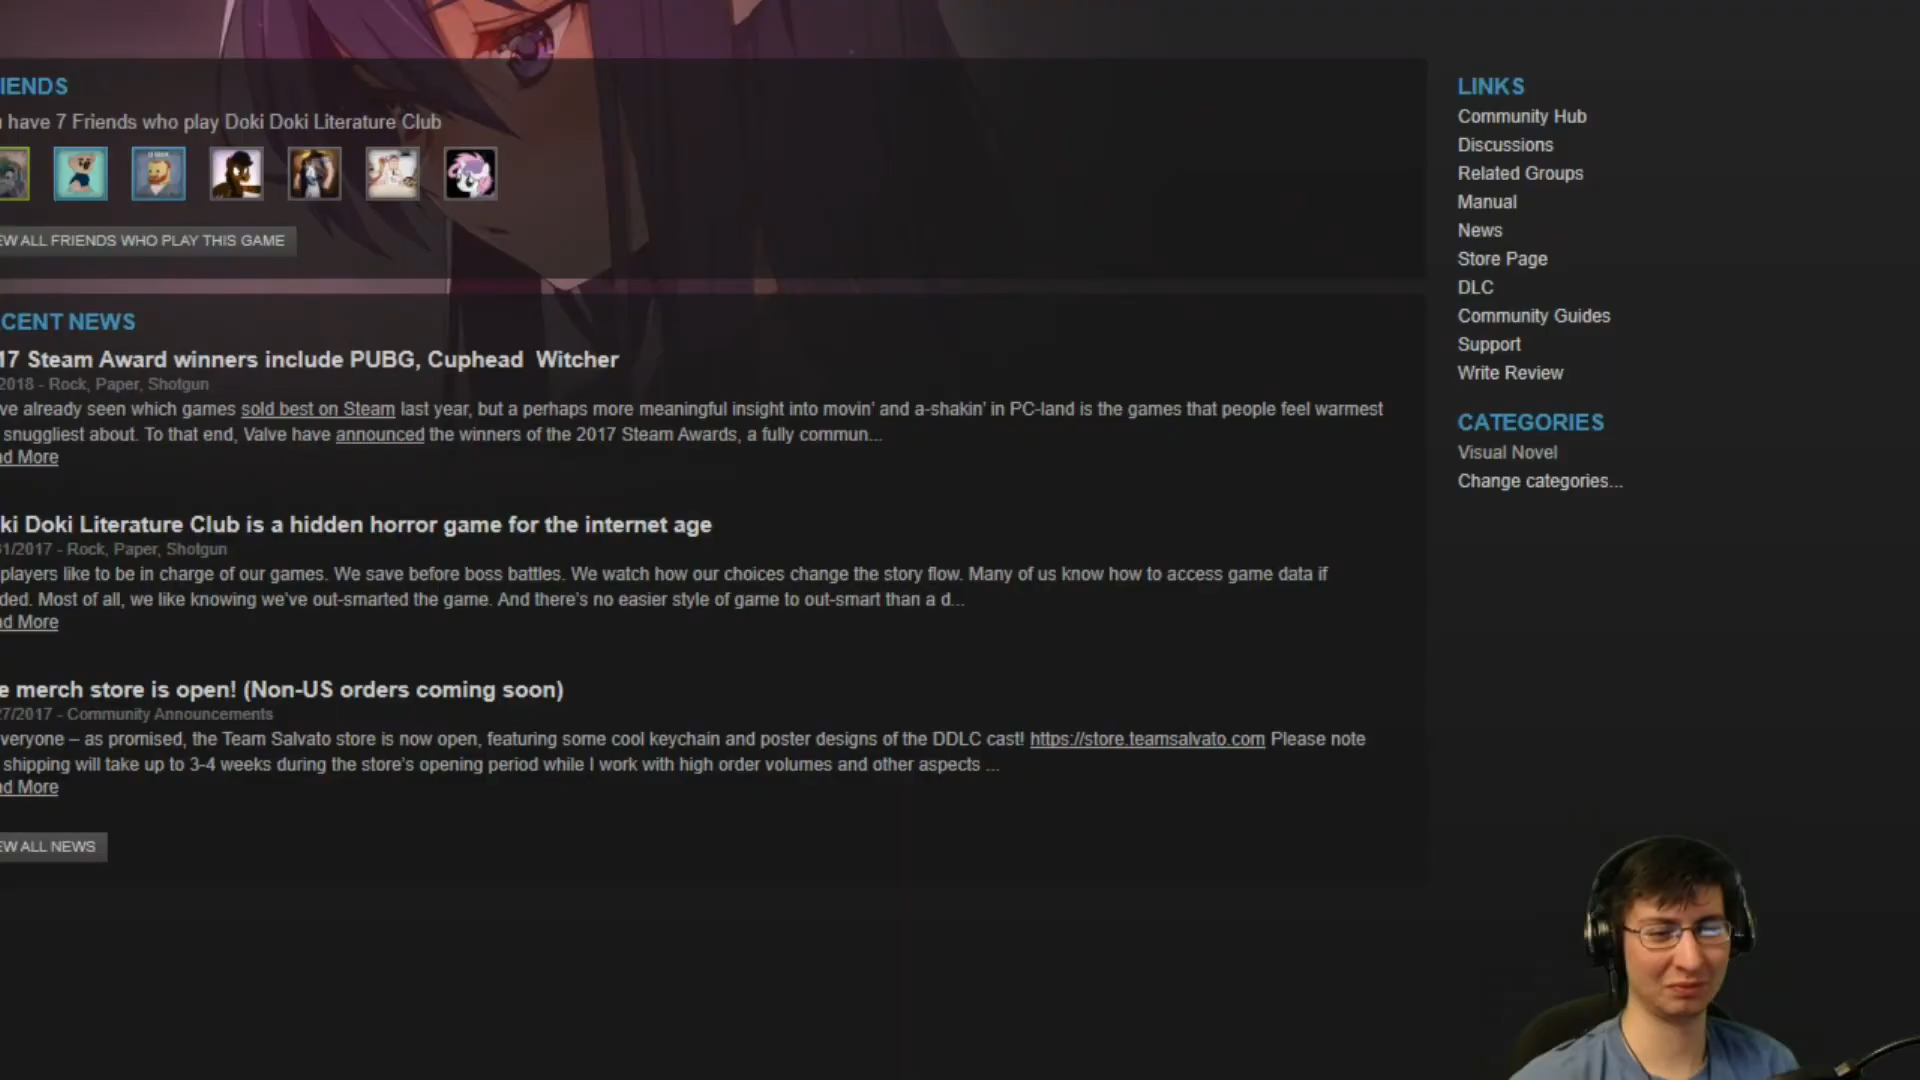 IENDS
have 7 Friends who play Doki Doki Literature Club
EW ALL FRIENDS WHO PLAY THIS GAME
CENT NEWS
17 Steam Award winners include PUBG, Cuphead Witcher
2018 - Rock, Paper, Shotgun
ve already seen which games sold best on Steam last year, but a perhaps more meaningful insight into movin' and a-shakin' in PC-land is the games that people feel warmest
snuggliest about. To that end, Valve have announced the winners of the 2017 Steam Awards, a fully commun...
d More
ki Doki Literature Club is a hidden horror game for the internet age
31/2017 - Rock, Paper, Shotgun
players like to be in charge of our games. We save before boss battles. We watch how our choices change the story flow. Many of us know how to access game data if
ded. Most of all, we like knowing we've out-smarted the game. And there's no easier style of game to out-smart than a d...
d More
e merch store is open! (Non-US orders coming soon)
27/2017 - Community Announcements
veryone – as promised, the Team Salvato store is now open, featuring some cool keychain and poster designs of the DDLC cast! https://store.teamsalvato.com Please note
shipping will take up to 3-4 weeks during the store's opening period while I work with high order volumes and other aspects ...
d More
EW ALL NEWS
LINKS
Community Hub
Discussions
Related Groups
Manual
News
Store Page
DLC
Community Guides
Support
Write Review
CATEGORIES
Visual Novel
Change categories...